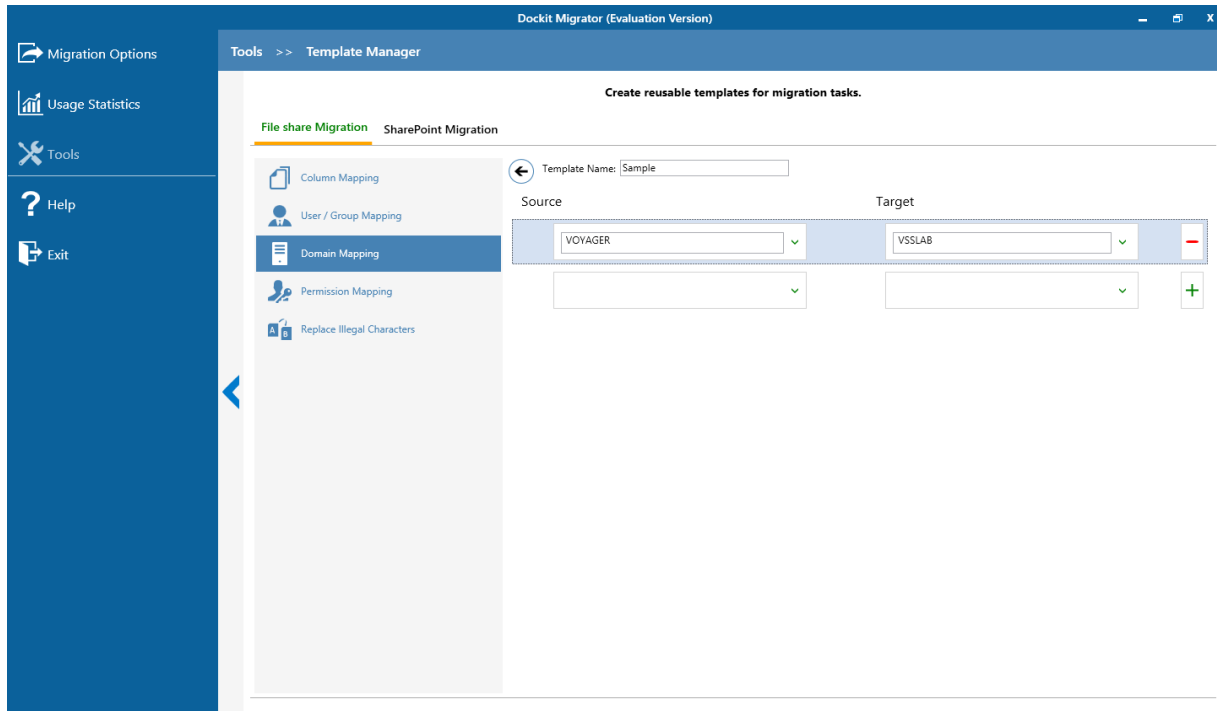 Dockit Migrator (Evaluation Version)
Migration Options
Usage Statistics
Tools
Help
Exit
Tools >> Template Manager
Create reusable templates for migration tasks.
File share Migration SharePoint Migration
Column Mapping
User / Group Mapping
Domain Mapping
Permission Mapping
Replace Illegal Characters
Template Name: Sample
Source Target
VOYAGER VSSLAB